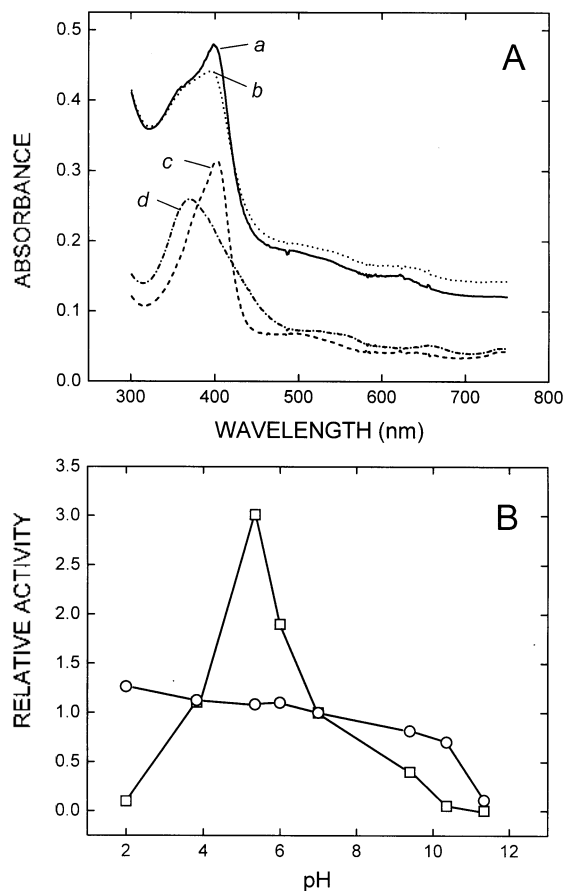 0.5
a
A
b
0.4
0.3
c
d
0.2
0.1
0.0
ABSORBANCE
300 400 500 600 700 800
WAVELENGTH (nm)
3.5
B
3.0
2.5
2.0
1.5
1.0
0.5
0.0
RELATIVE ACTIVITY
2 4 6 8 10 12
pH